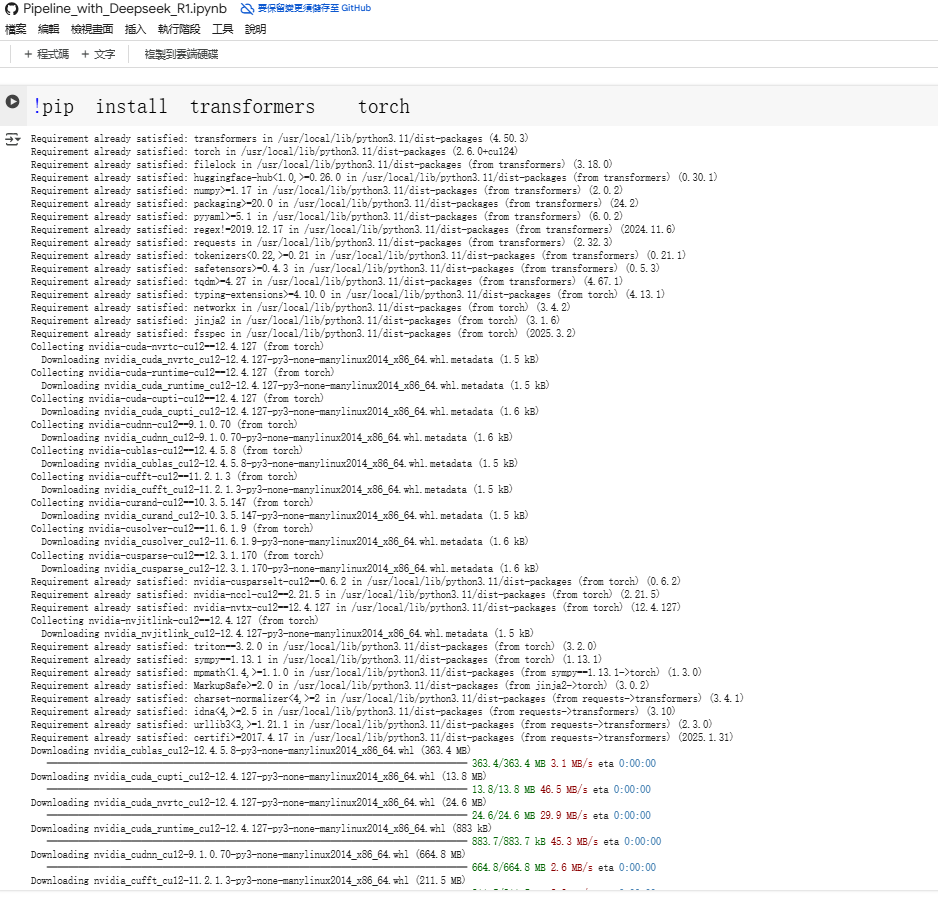 Pipeline_with_Deepseek_R1.ipynb 要保留變更須儲存至 GitHub
檔案 編輯 檢視畫面 插入 執行階段 工具 說明
+ 程式碼 + 文字 複製到雲端硬碟
!pip install transformers torch
Requirement already satisfied: transformers in /usr/local/lib/python3.11/dist-packages (4.50.3)
Requirement already satisfied: torch in /usr/local/lib/python3.11/dist-packages (2.6.0+cu124)
Requirement already satisfied: filelock in /usr/local/lib/python3.11/dist-packages (from transformers) (3.18.0)
Requirement already satisfied: huggingface-hub<1.0,>=0.26.0 in /usr/local/lib/python3.11/dist-packages (from transformers) (0.30.1)
Requirement already satisfied: numpy>=1.17 in /usr/local/lib/python3.11/dist-packages (from transformers) (2.0.2)
Requirement already satisfied: packaging>=20.0 in /usr/local/lib/python3.11/dist-packages (from transformers) (24.2)
Requirement already satisfied: pyyaml>=5.1 in /usr/local/lib/python3.11/dist-packages (from transformers) (6.0.2)
Requirement already satisfied: regex!=2019.12.17 in /usr/local/lib/python3.11/dist-packages (from transformers) (2024.11.6)
Requirement already satisfied: requests in /usr/local/lib/python3.11/dist-packages (from transformers) (2.32.3)
Requirement already satisfied: tokenizers<0.22,>=0.21 in /usr/local/lib/python3.11/dist-packages (from transformers) (0.21.1)
Requirement already satisfied: safetensors>=0.4.3 in /usr/local/lib/python3.11/dist-packages (from transformers) (0.5.3)
Requirement already satisfied: tqdm>=4.27 in /usr/local/lib/python3.11/dist-packages (from transformers) (4.67.1)
Requirement already satisfied: typing-extensions>=4.10.0 in /usr/local/lib/python3.11/dist-packages (from torch) (4.13.1)
Requirement already satisfied: networkx in /usr/local/lib/python3.11/dist-packages (from torch) (3.4.2)
Requirement already satisfied: jinja2 in /usr/local/lib/python3.11/dist-packages (from torch) (3.1.6)
Requirement already satisfied: fsspec in /usr/local/lib/python3.11/dist-packages (from torch) (2025.3.2)
Collecting nvidia-cuda-nvrtc-cu12==12.4.127 (from torch)
Downloading nvidia_cuda_nvrtc_cu12-12.4.127-py3-none-manylinux2014_x86_64.whl.metadata (1.5 kB)
Collecting nvidia-cuda-runtime-cu12==12.4.127 (from torch)
Downloading nvidia_cuda_runtime_cu12-12.4.127-py3-none-manylinux2014_x86_64.whl.metadata (1.5 kB)
Collecting nvidia-cuda-cupti-cu12==12.4.127 (from torch)
Downloading nvidia_cuda_cupti_cu12-12.4.127-py3-none-manylinux2014_x86_64.whl.metadata (1.6 kB)
Collecting nvidia-cudnn-cu12==9.1.0.70 (from torch)
Downloading nvidia_cudnn_cu12-9.1.0.70-py3-none-manylinux2014_x86_64.whl.metadata (1.6 kB)
Collecting nvidia-cublas-cu12==12.4.5.8 (from torch)
Downloading nvidia_cublas_cu12-12.4.5.8-py3-none-manylinux2014_x86_64.whl.metadata (1.5 kB)
Collecting nvidia-cufft-cu12==11.2.1.3 (from torch)
Downloading nvidia_cufft_cu12-11.2.1.3-py3-none-manylinux2014_x86_64.whl.metadata (1.5 kB)
Collecting nvidia-curand-cu12==10.3.5.147 (from torch)
Downloading nvidia_curand_cu12-10.3.5.147-py3-none-manylinux2014_x86_64.whl.metadata (1.5 kB)
Collecting nvidia-cusolver-cu12==11.6.1.9 (from torch)
Downloading nvidia_cusolver_cu12-11.6.1.9-py3-none-manylinux2014_x86_64.whl.metadata (1.6 kB)
Collecting nvidia-cusparse-cu12==12.3.1.170 (from torch)
Downloading nvidia_cusparse_cu12-12.3.1.170-py3-none-manylinux2014_x86_64.whl.metadata (1.6 kB)
Requirement already satisfied: nvidia-cusparselt-cu12==0.6.2 in /usr/local/lib/python3.11/dist-packages (from torch) (0.6.2)
Requirement already satisfied: nvidia-nccl-cu12==2.21.5 in /usr/local/lib/python3.11/dist-packages (from torch) (2.21.5)
Requirement already satisfied: nvidia-nvtx-cu12==12.4.127 in /usr/local/lib/python3.11/dist-packages (from torch) (12.4.127)
Collecting nvidia-nvjitlink-cu12==12.4.127 (from torch)
Downloading nvidia_nvjitlink_cu12-12.4.127-py3-none-manylinux2014_x86_64.whl.metadata (1.5 kB)
Requirement already satisfied: triton==3.2.0 in /usr/local/lib/python3.11/dist-packages (from torch) (3.2.0)
Requirement already satisfied: sympy==1.13.1 in /usr/local/lib/python3.11/dist-packages (from torch) (1.13.1)
Requirement already satisfied: mpmath<1.4,>=1.1.0 in /usr/local/lib/python3.11/dist-packages (from sympy==1.13.1->torch) (1.3.0)
Requirement already satisfied: MarkupSafe>=2.0 in /usr/local/lib/python3.11/dist-packages (from jinja2->torch) (3.0.2)
Requirement already satisfied: charset-normalizer<4,>=2 in /usr/local/lib/python3.11/dist-packages (from requests->transformers) (3.4.1)
Requirement already satisfied: idna<4,>=2.5 in /usr/local/lib/python3.11/dist-packages (from requests->transformers) (3.10)
Requirement already satisfied: urllib3<3,>=1.21.1 in /usr/local/lib/python3.11/dist-packages (from requests->transformers) (2.3.0)
Requirement already satisfied: certifi>=2017.4.17 in /usr/local/lib/python3.11/dist-packages (from requests->transformers) (2025.1.31)
Downloading nvidia_cublas_cu12-12.4.5.8-py3-none-manylinux2014_x86_64.whl (363.4 MB)
363.4/363.4 MB 3.1 MB/s eta 0:00:00
Downloading nvidia_cuda_cupti_cu12-12.4.127-py3-none-manylinux2014_x86_64.whl (13.8 MB)
13.8/13.8 MB 46.5 MB/s eta 0:00:00
Downloading nvidia_cuda_nvrtc_cu12-12.4.127-py3-none-manylinux2014_x86_64.whl (24.6 MB)
24.6/24.6 MB 29.9 MB/s eta 0:00:00
Downloading nvidia_cuda_runtime_cu12-12.4.127-py3-none-manylinux2014_x86_64.whl (883 kB)
883.7/883.7 kB 45.3 MB/s eta 0:00:00
Downloading nvidia_cudnn_cu12-9.1.0.70-py3-none-manylinux2014_x86_64.whl (664.8 MB)
664.8/664.8 MB 2.6 MB/s eta 0:00:00
Downloading nvidia_cufft_cu12-11.2.1.3-py3-none-manylinux2014_x86_64.whl (211.5 MB)